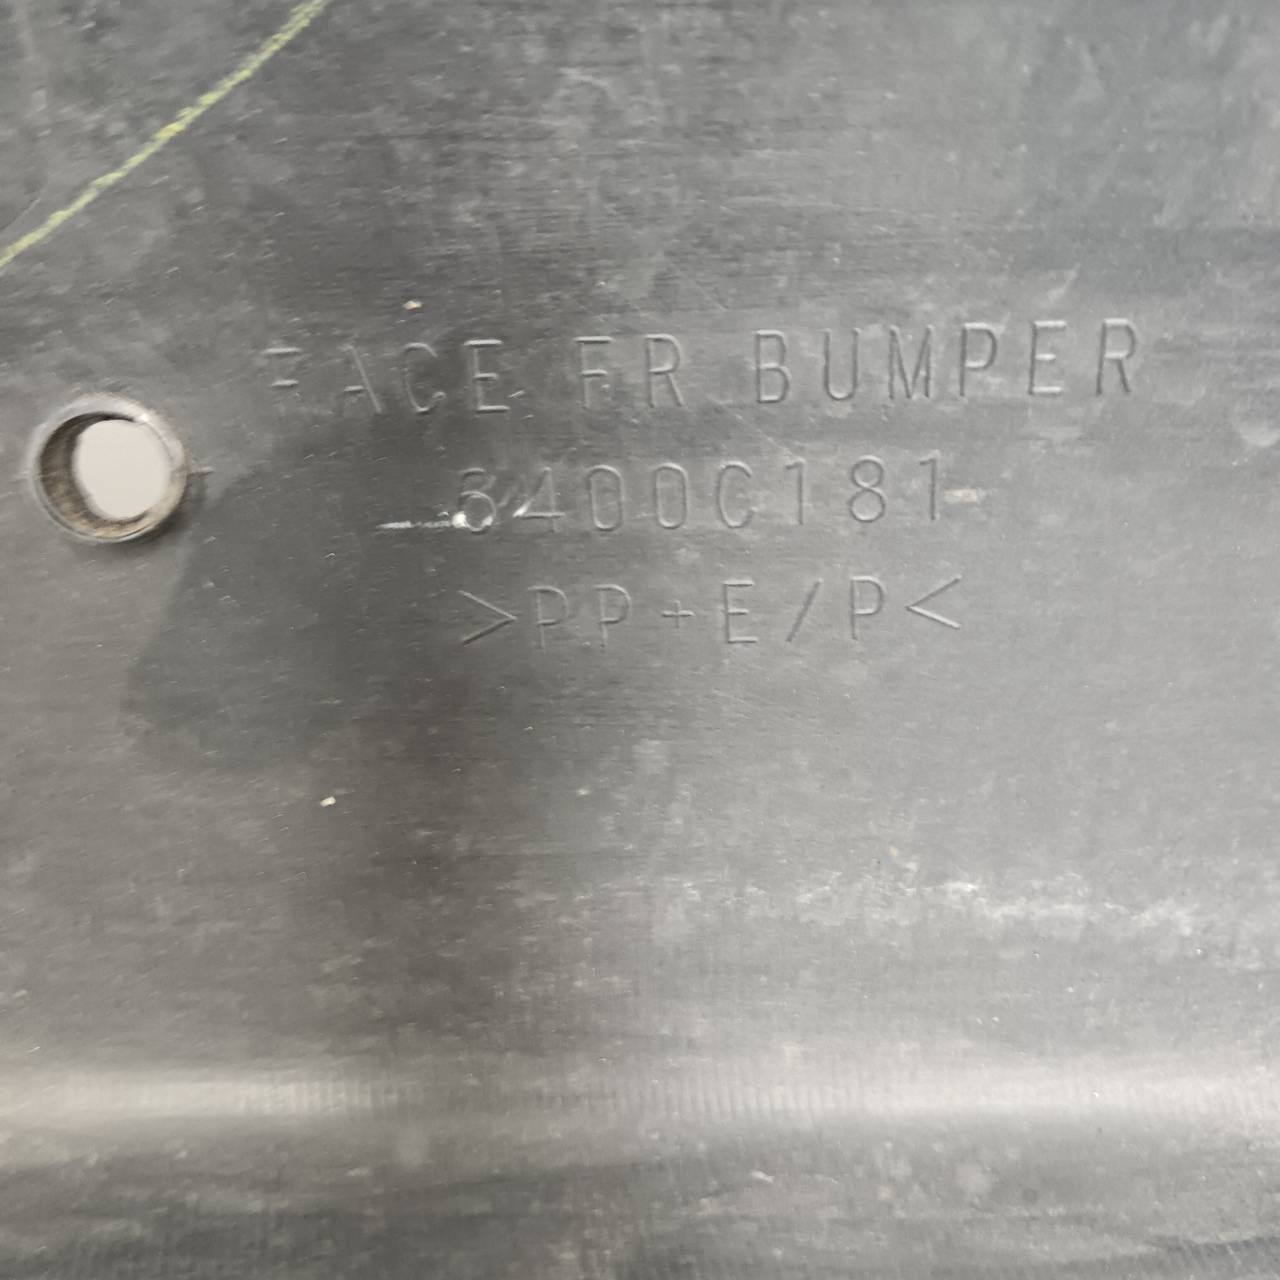 FACE FR BUMPER
6400C181
>PP+E/P<